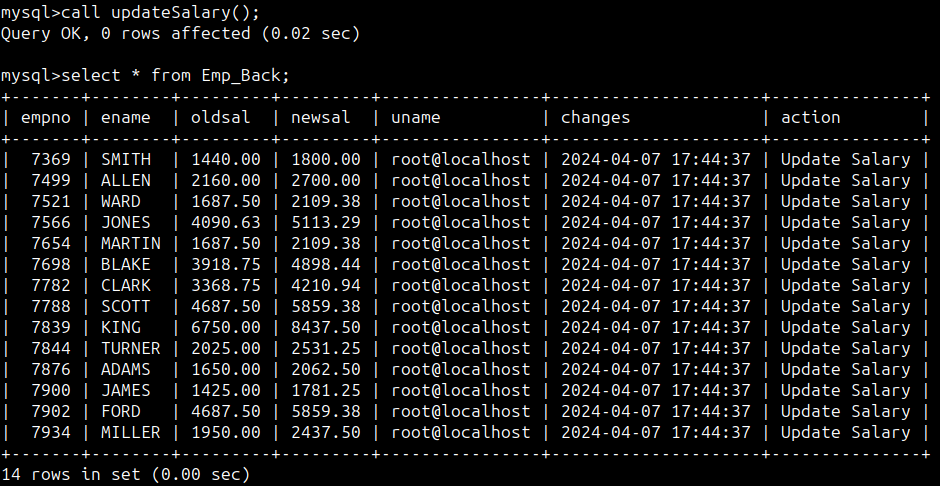 mysql>call updateSalary();
Query OK, 0 rows affected (0.02 sec)

mysql>select * from Emp_Back;
+-------+--------+---------+---------+----------------+---------------------+---------------+
| empno | ename  | oldsal  | newsal  | uname          | changes             | action        |
+-------+--------+---------+---------+----------------+---------------------+---------------+
|  7369 | SMITH  | 1440.00 | 1800.00 | root@localhost | 2024-04-07 17:44:37 | Update Salary |
|  7499 | ALLEN  | 2160.00 | 2700.00 | root@localhost | 2024-04-07 17:44:37 | Update Salary |
|  7521 | WARD   | 1687.50 | 2109.38 | root@localhost | 2024-04-07 17:44:37 | Update Salary |
|  7566 | JONES  | 4090.63 | 5113.29 | root@localhost | 2024-04-07 17:44:37 | Update Salary |
|  7654 | MARTIN | 1687.50 | 2109.38 | root@localhost | 2024-04-07 17:44:37 | Update Salary |
|  7698 | BLAKE  | 3918.75 | 4898.44 | root@localhost | 2024-04-07 17:44:37 | Update Salary |
|  7782 | CLARK  | 3368.75 | 4210.94 | root@localhost | 2024-04-07 17:44:37 | Update Salary |
|  7788 | SCOTT  | 4687.50 | 5859.38 | root@localhost | 2024-04-07 17:44:37 | Update Salary |
|  7839 | KING   | 6750.00 | 8437.50 | root@localhost | 2024-04-07 17:44:37 | Update Salary |
|  7844 | TURNER | 2025.00 | 2531.25 | root@localhost | 2024-04-07 17:44:37 | Update Salary |
|  7876 | ADAMS  | 1650.00 | 2062.50 | root@localhost | 2024-04-07 17:44:37 | Update Salary |
|  7900 | JAMES  | 1425.00 | 1781.25 | root@localhost | 2024-04-07 17:44:37 | Update Salary |
|  7902 | FORD   | 4687.50 | 5859.38 | root@localhost | 2024-04-07 17:44:37 | Update Salary |
|  7934 | MILLER | 1950.00 | 2437.50 | root@localhost | 2024-04-07 17:44:37 | Update Salary |
+-------+--------+---------+---------+----------------+---------------------+---------------+
14 rows in set (0.00 sec)